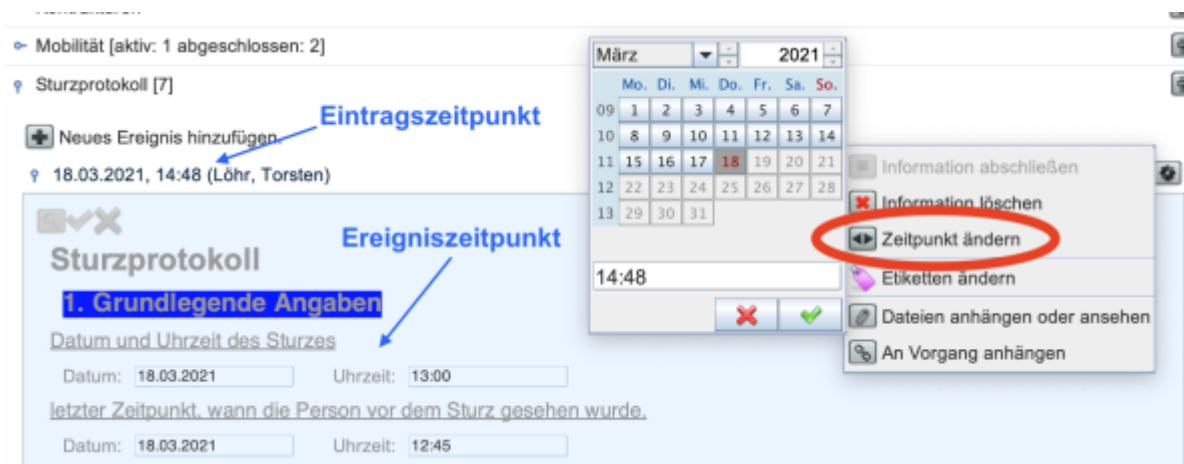 Mobilität [aktiv: 1 abgeschlossen: 2]
Sturzprotokoll [7]
Eintragszeitpunkt
Neues Ereignis hinzufügen.
18.03.2021, 14:48 (Löhr, Torsten)
Ereigniszeitpunkt
Sturzprotokoll
1. Grundlegende Angaben
Datum und Uhrzeit des Sturzes
Datum: 18.03.2021 Uhrzeit: 13:00
letzter Zeitpunkt, wann die Person vor dem Sturz gesehen wurde.
Datum: 18.03.2021 Uhrzeit: 12:45
März 2021
Mo. Di. Mi. Do. Fr. Sa. So.
09 1 2 3 4 5 6 7
10 8 9 10 11 12 13 14
11 15 16 17 18 19 20 21
12 22 23 24 25 26 27 28
13 29 30 31
14:48
Information abschließen
Information löschen
Zeitpunkt ändern
Etiketten ändern
Dateien anhängen oder ansehen
An Vorgang anhängen